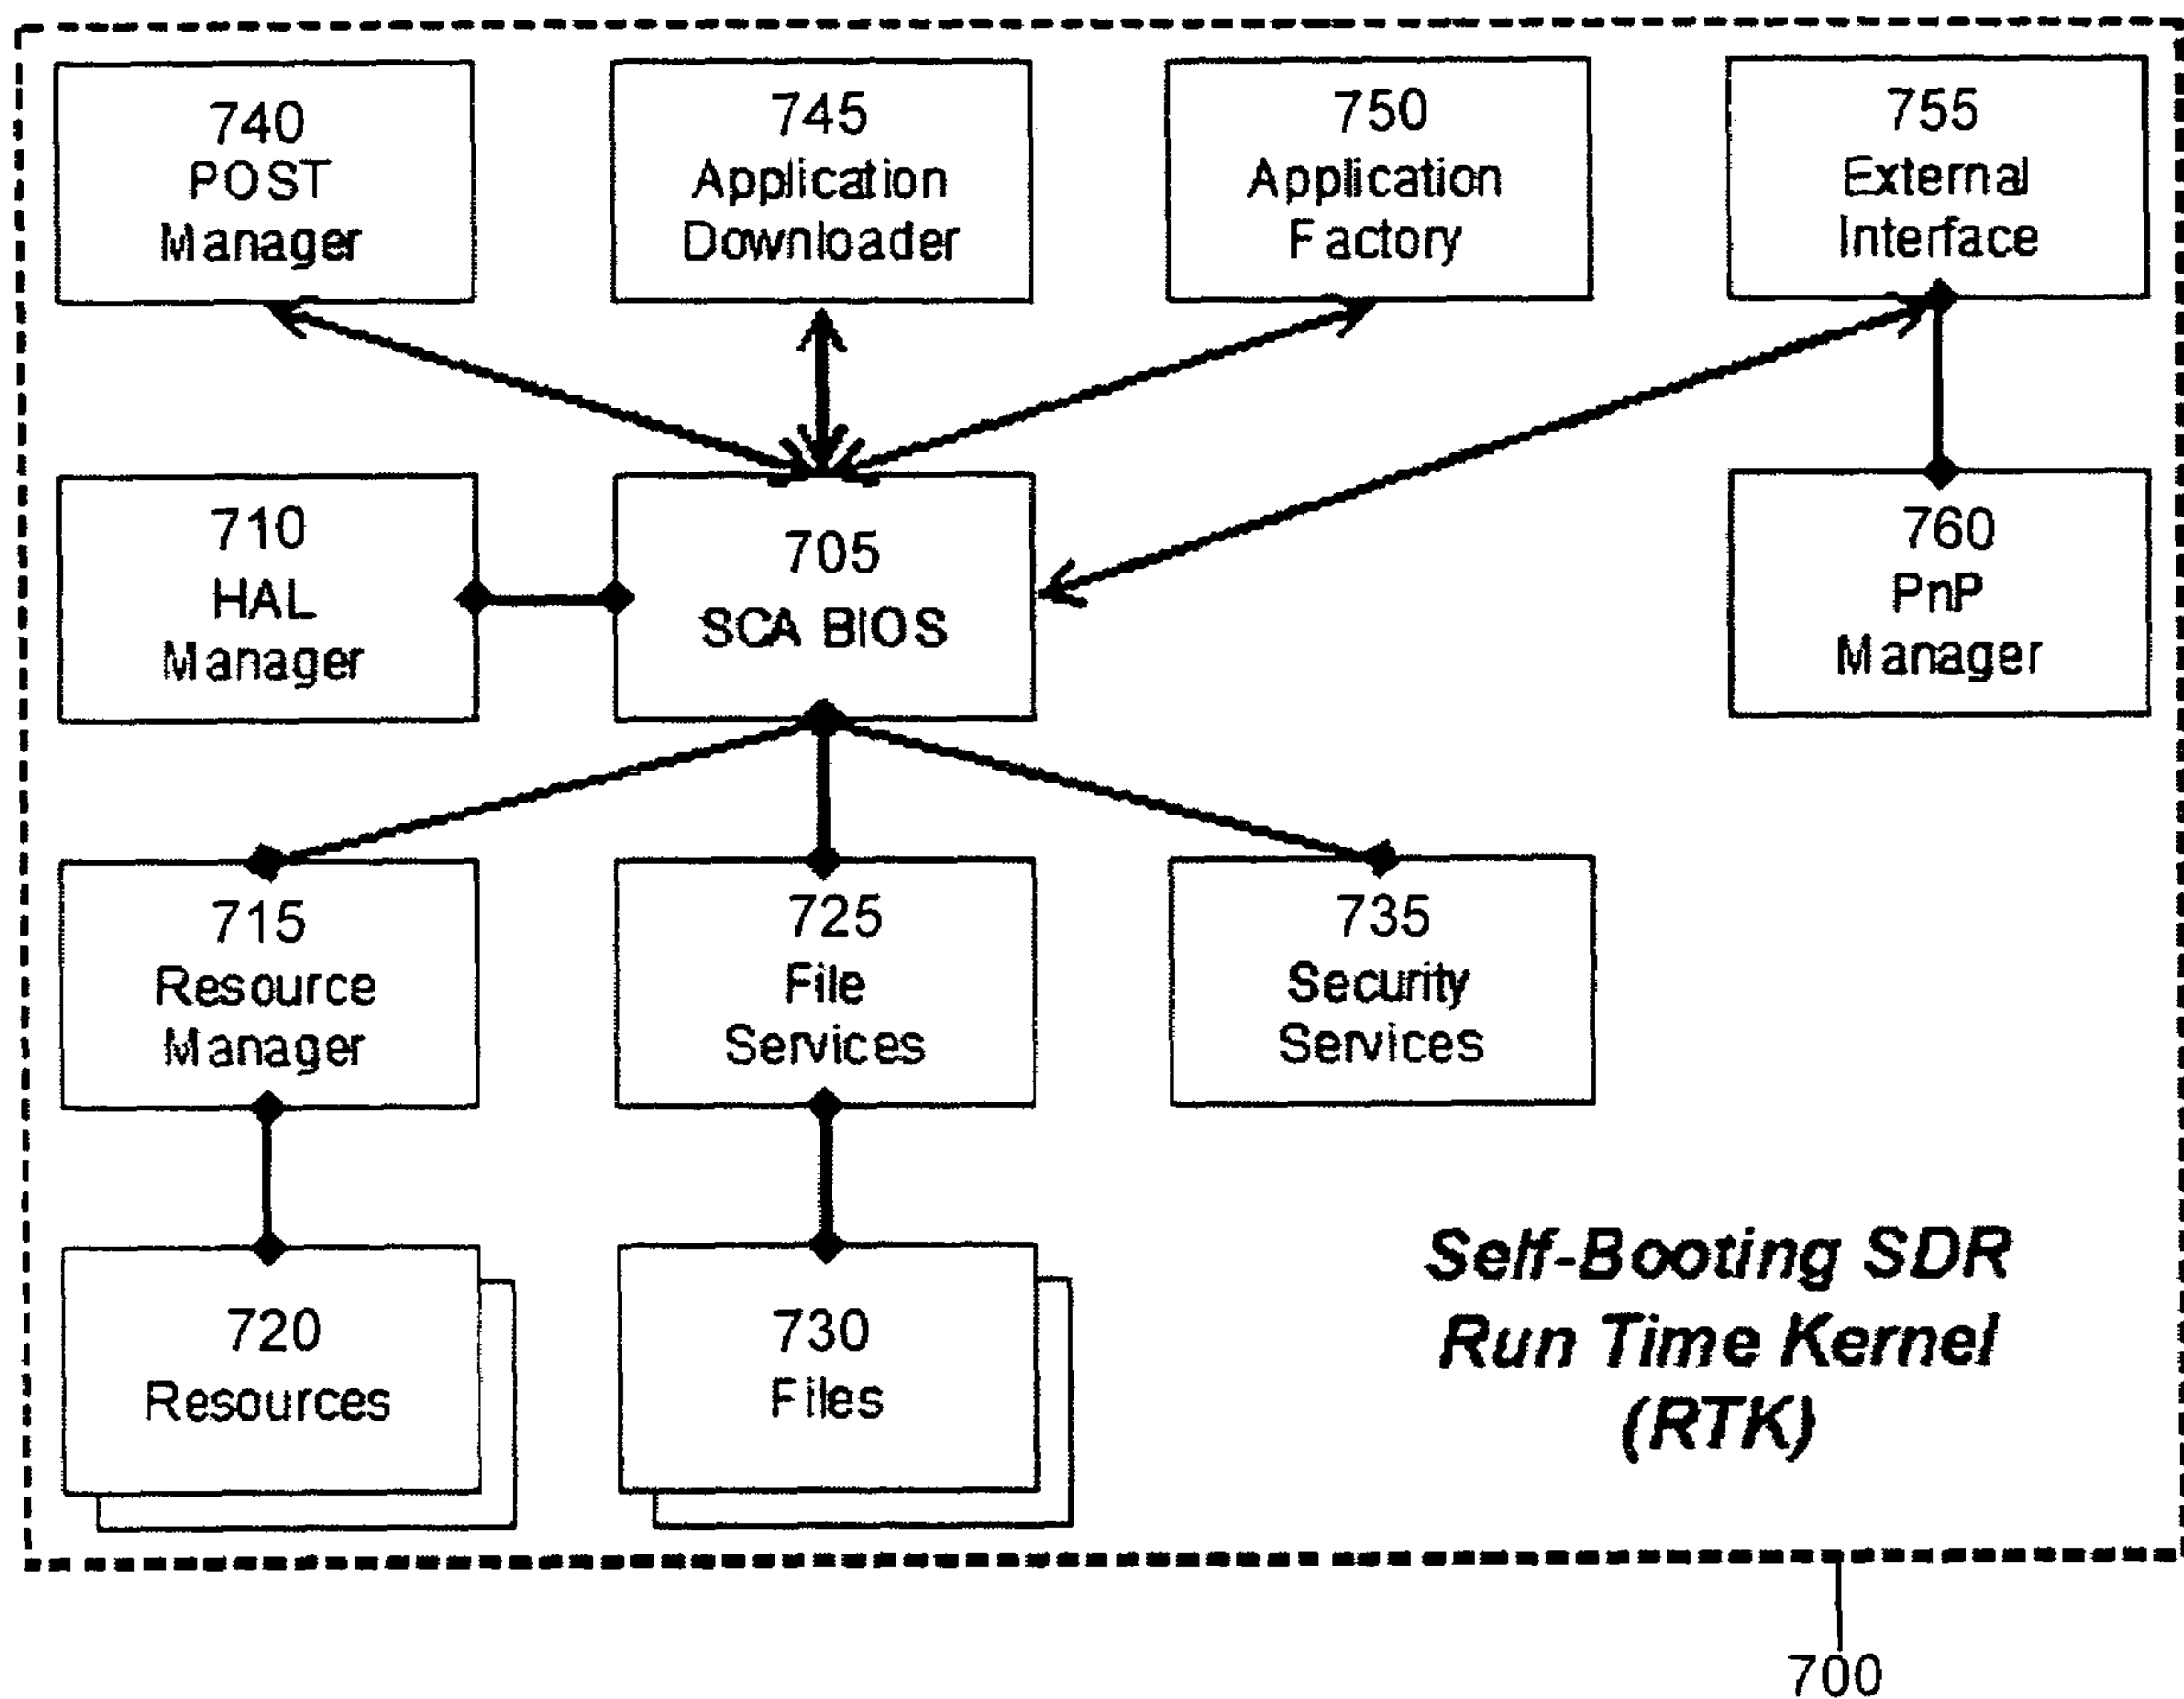 740
POST
Manager
745
Application
Downloader
750
Application
Factory
755
External
Interface
710
HAL
Manager
705
SCA BIOS
760
PnP
Manager
715
Resource
Manager
725
File
Services
735
Security
Services
720
Resources
730
Files
Self-Booting SDR
Run Time Kernel
(RTK)
700